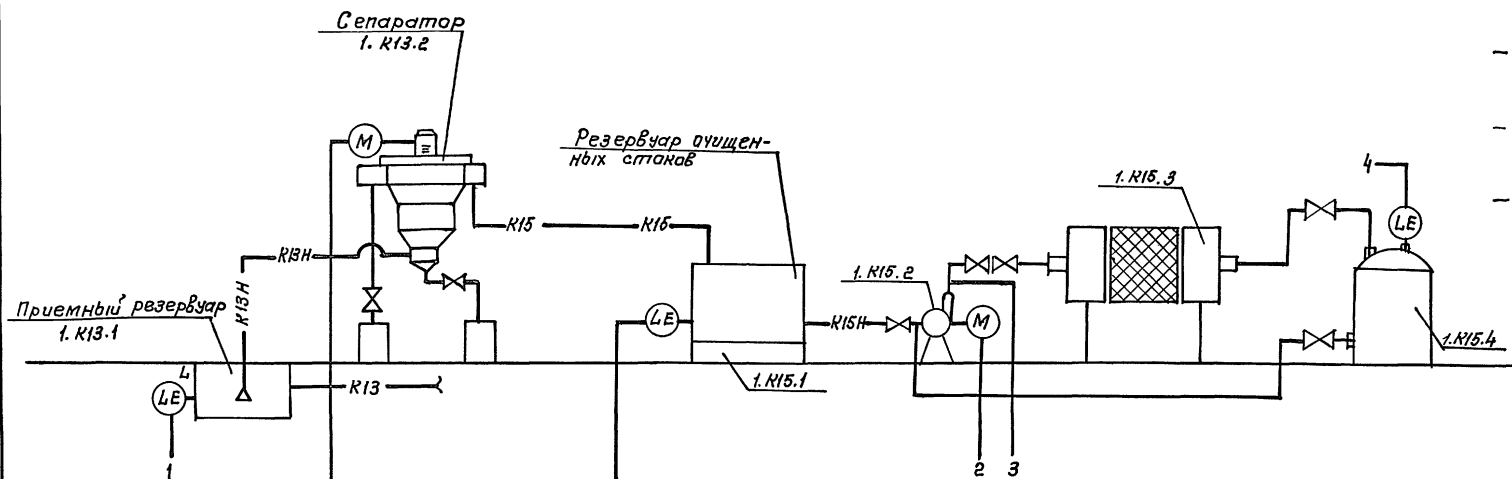 Сепаратор
1. К13.2
М
Резервуар очищен-
ных стоков
1. К15.3
4
LE
К15
К15
К13Н
К13Н
1. К15.2
Приемный резервуар
1. К13.1
LE
К15Н
М
1. К15.4
L
К13
1. К15.1
LE
1
2
3